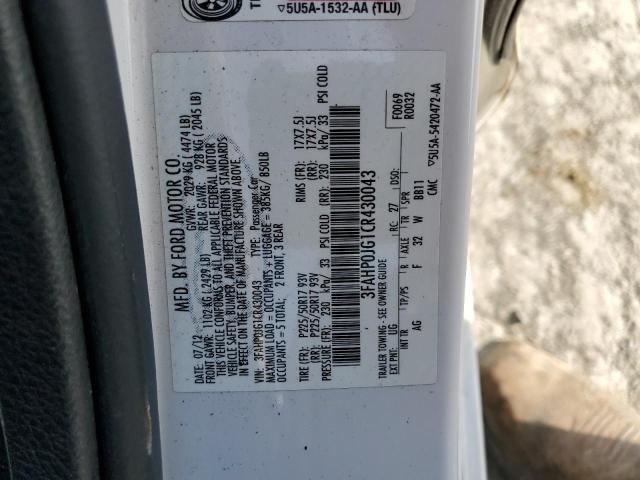 ▽5U5A-1532-AA (TLU)
MFD. BY FORD MOTOR CO.
DATE: 07/12 GVWR: 2029-KG ( 4474 LB)
FRONT GAWR: 1102-KG ( 2429 LB) REAR GAWR: 928-KG ( 2045 LB)
THIS VEHICLE CONFORMS TO ALL APPLICABLE FEDERAL MOTOR
VEHICLE SAFETY, BUMPER, AND THEFT PREVENTION STANDARDS
IN EFFECT ON THE DATE OF MANUFACTURE SHOWN ABOVE.
VIN: 3FAHP0JG1CR430043 TYPE: Passenger Car
MAXIMUM LOAD = OCCUPANTS + LUGGAGE = 385KG/ 850LB
OCCUPANTS = 5 TOTAL: 2 FRONT, 3 REAR
TIRE (FR): P225/50R17 93V RIMS (FR): 17X7.5J
(RR): P225/50R17 93V (RR): 17X7.5J
PRESSURE (FR): 230 kPa/ 33 PSI COLD (RR): 230 kPa/ 33 PSI COLD
3FAHP0JG1CR430043
TRAILER TOWING - SEE OWNER GUIDE
EXT PNT: UG RC: 27 DSO: F0069
R0032
INT TR TP/PS R AXLE TR SPR
AG F 32 W BB11
GMC ▽5U5A-5420472-AA